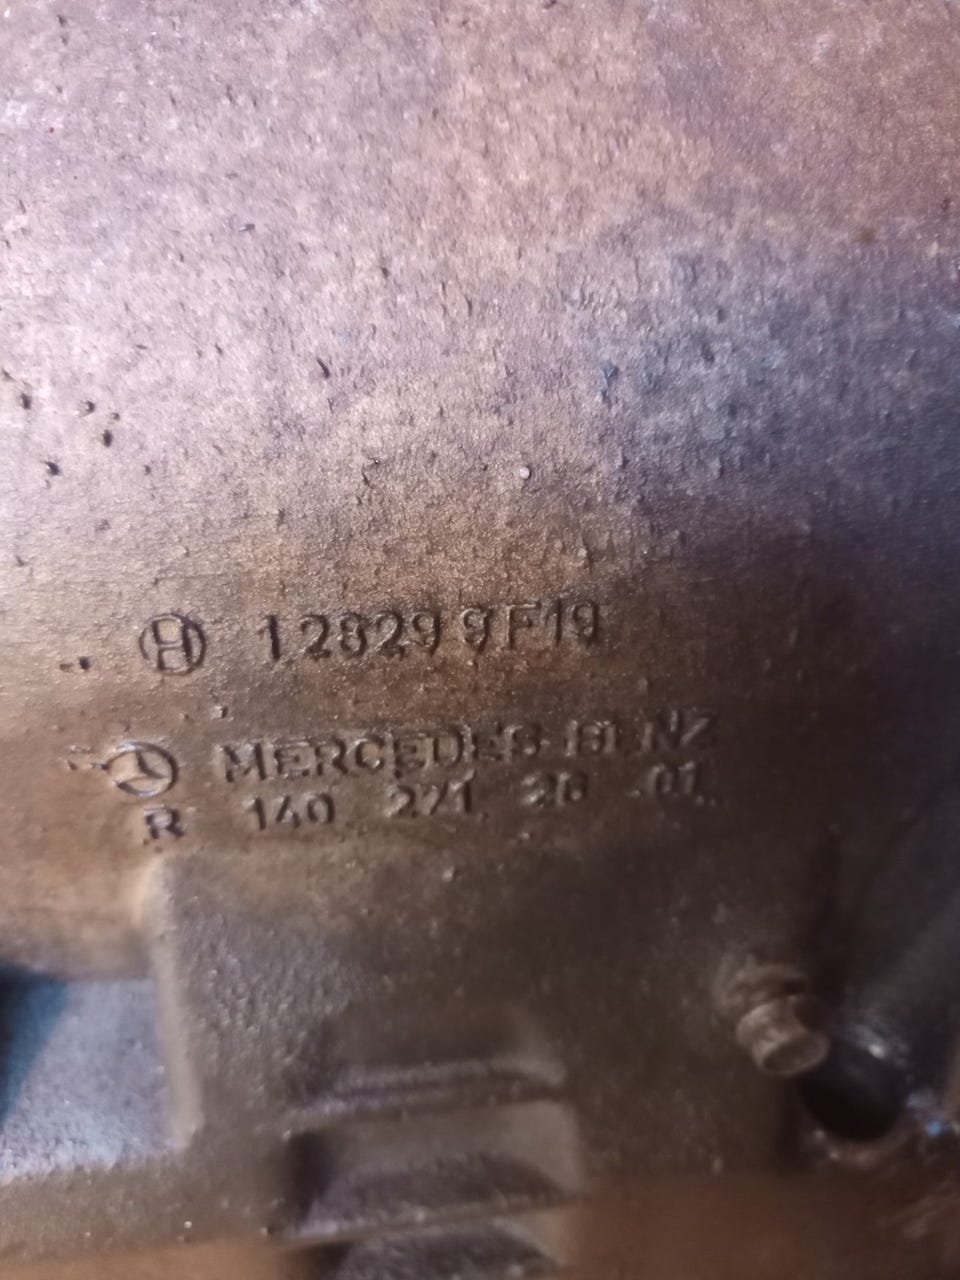 H 12829 9F19
MERCEDES-BENZ
R 140 271 20 01